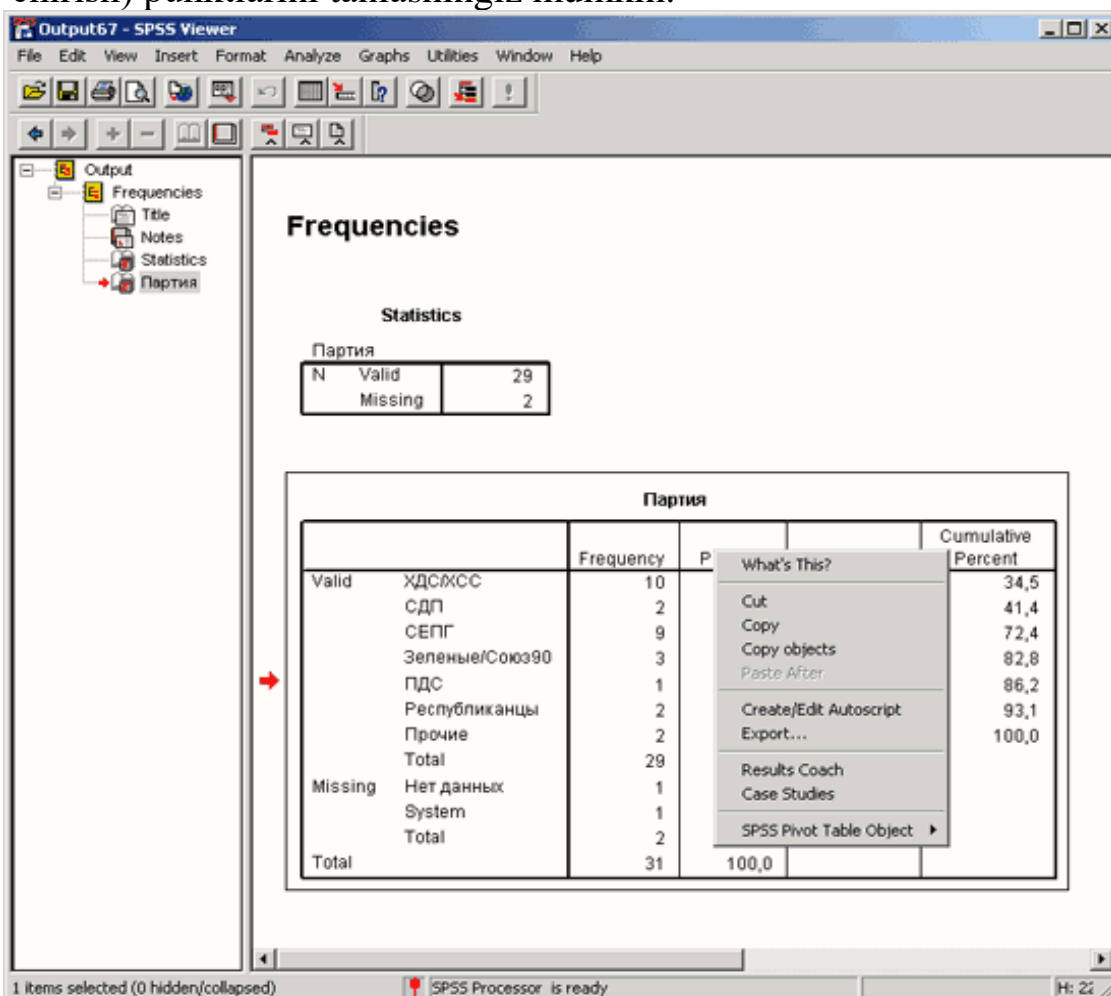 Output67 - SPSS Viewer
File Edit View Insert Format Analyze Graphs Utilities Window Help
Output
Frequencies
Title
Notes
Statistics
Партия
Frequencies
Statistics
Партия
N Valid 29
Missing 2
Партия
Frequency P Cumulative Percent
Valid ХДС/ХСС 10 34,5
СДП 2 41,4
СЕПГ 9 72,4
Зеленые/Союз90 3 82,8
ПДС 1 86,2
Республиканцы 2 93,1
Прочие 2 100,0
Total 29
Missing Нет данных 1
System 1
Total 2
Total 31 100,0
What's This?
Cut
Copy
Copy objects
Paste After
Create/Edit Autoscript
Export...
Results Coach
Case Studies
SPSS Pivot Table Object
1 items selected (0 hidden/collapsed) SPSS Processor is ready H: 22